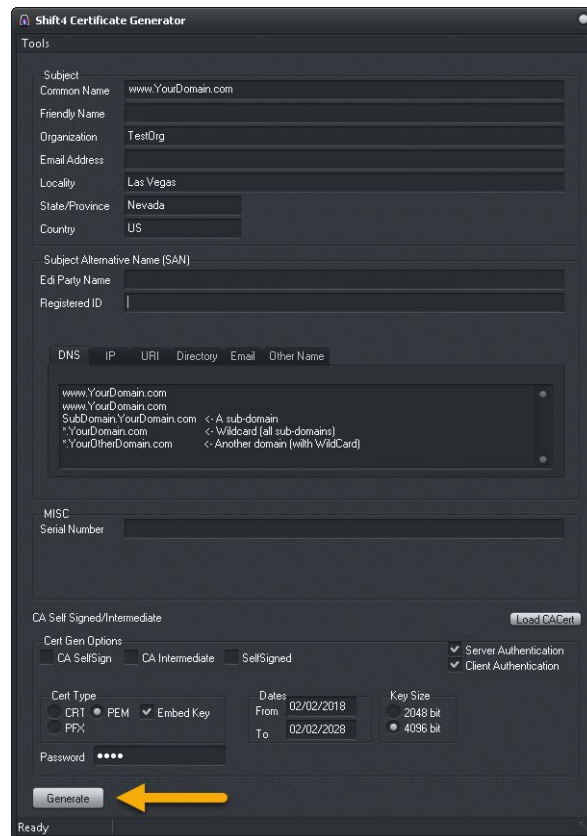 Shift4 Certificate Generator
Tools
Subject
Common Name www.YourDomain.com
Friendly Name
Organization TestOrg
Email Address
Locality Las Vegas
State/Province Nevada
Country US
Subject Alternative Name (SAN)
Edi Party Name
Registered ID
DNS IP URI Directory Email Other Name
www.YourDomain.com
www.YourDomain.com
SubDomain.YourDomain.com <- A sub-domain
*.YourDomain.com <- Wildcard (all sub-domains)
*.YourOtherDomain.com <- Another domain (wilth WildCard)
MISC
Serial Number
CA Self Signed/Intermediate Load CACert
Cert Gen Options
CA SelfSign CA Intermediate SelfSigned
Server Authentication
Client Authentication
Cert Type
CRT PEM Embed Key
PFX
Dates
From 02/02/2018
To 02/02/2028
Key Size
2048 bit
4096 bit
Password ••••
Generate
Ready